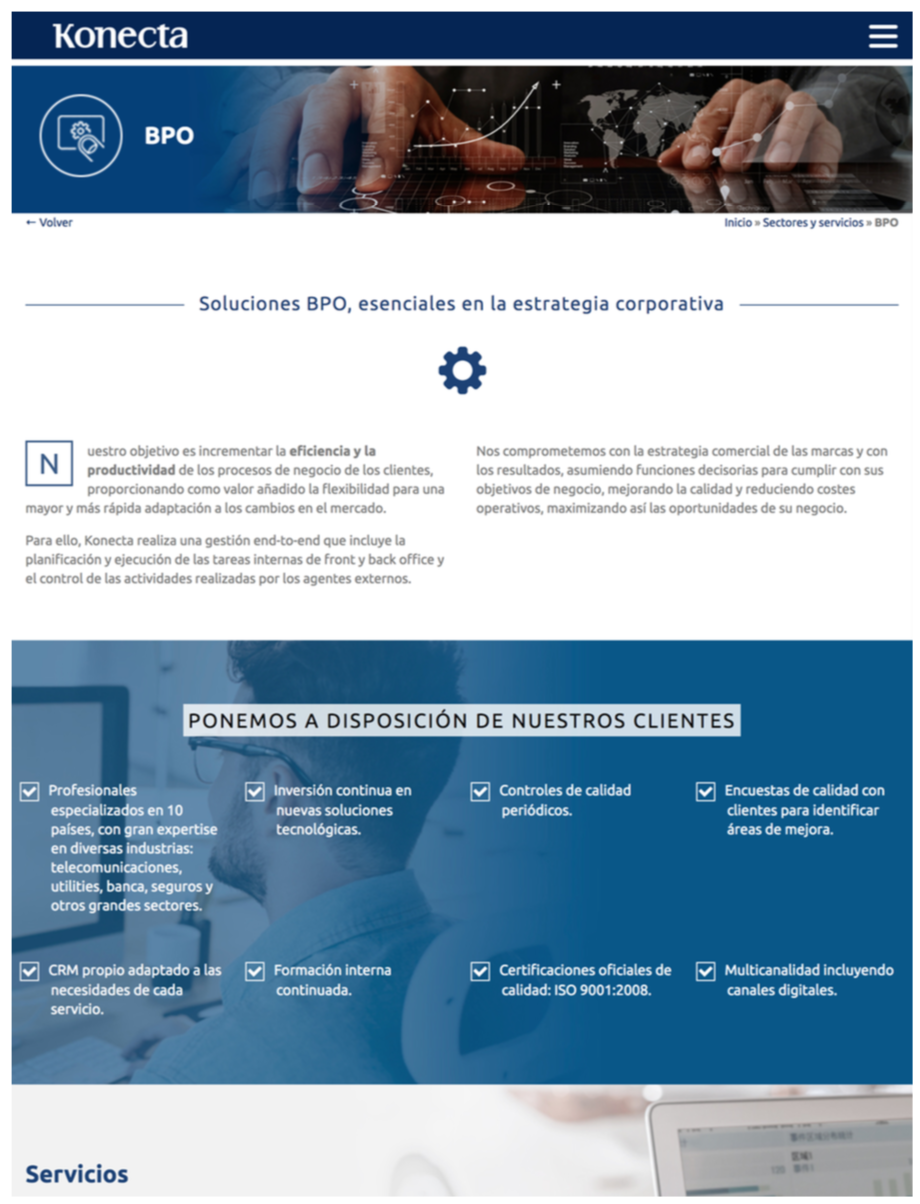 Konecta
BPO
← Volver
Inicio » Sectores y servicios » BPO
Soluciones BPO, esenciales en la estrategia corporativa
Nuestro objetivo es incrementar la eficiencia y la
productividad de los procesos de negocio de los clientes,
proporcionando como valor añadido la flexibilidad para una
mayor y más rápida adaptación a los cambios en el mercado.
Para ello, Konecta realiza una gestión end-to-end que incluye la
planificación y ejecución de las tareas internas de front y back office y
el control de las actividades realizadas por los agentes externos.
Nos comprometemos con la estrategia comercial de las marcas y con
los resultados, asumiendo funciones decisorias para cumplir con sus
objetivos de negocio, mejorando la calidad y reduciendo costes
operativos, maximizando así las oportunidades de su negocio.
PONEMOS A DISPOSICIÓN DE NUESTROS CLIENTES
Profesionales
especializados en 10
países, con gran expertise
en diversas industrias:
telecomunicaciones,
utilities, banca, seguros y
otros grandes sectores.
Inversión continua en
nuevas soluciones
tecnológicas.
Controles de calidad
periódicos.
Encuestas de calidad con
clientes para identificar
áreas de mejora.
CRM propio adaptado a las
necesidades de cada
servicio.
Formación interna
continuada.
Certificaciones oficiales de
calidad: ISO 9001:2008.
Multicanalidad incluyendo
canales digitales.
Servicios